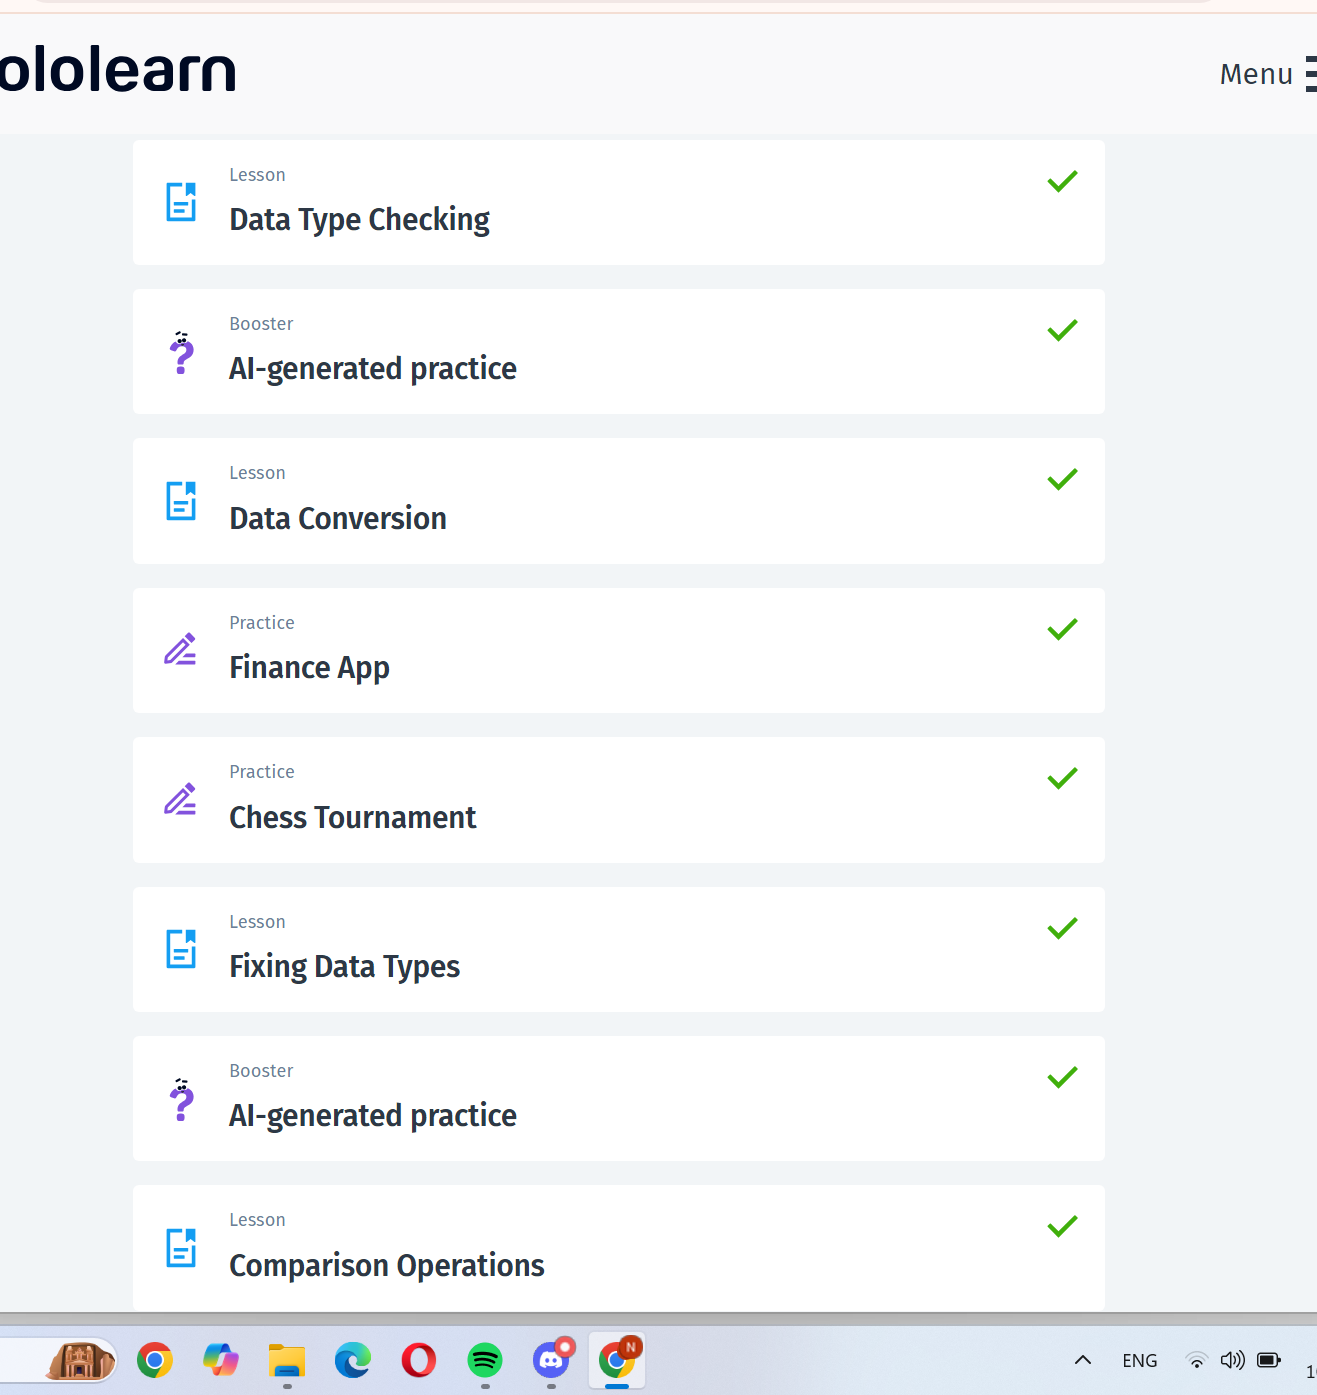 ololearn
Menu
Lesson
Data Type Checking
Booster
AI-generated practice
Lesson
Data Conversion
Practice
Finance App
Practice
Chess Tournament
Lesson
Fixing Data Types
Booster
AI-generated practice
Lesson
Comparison Operations
N
ENG